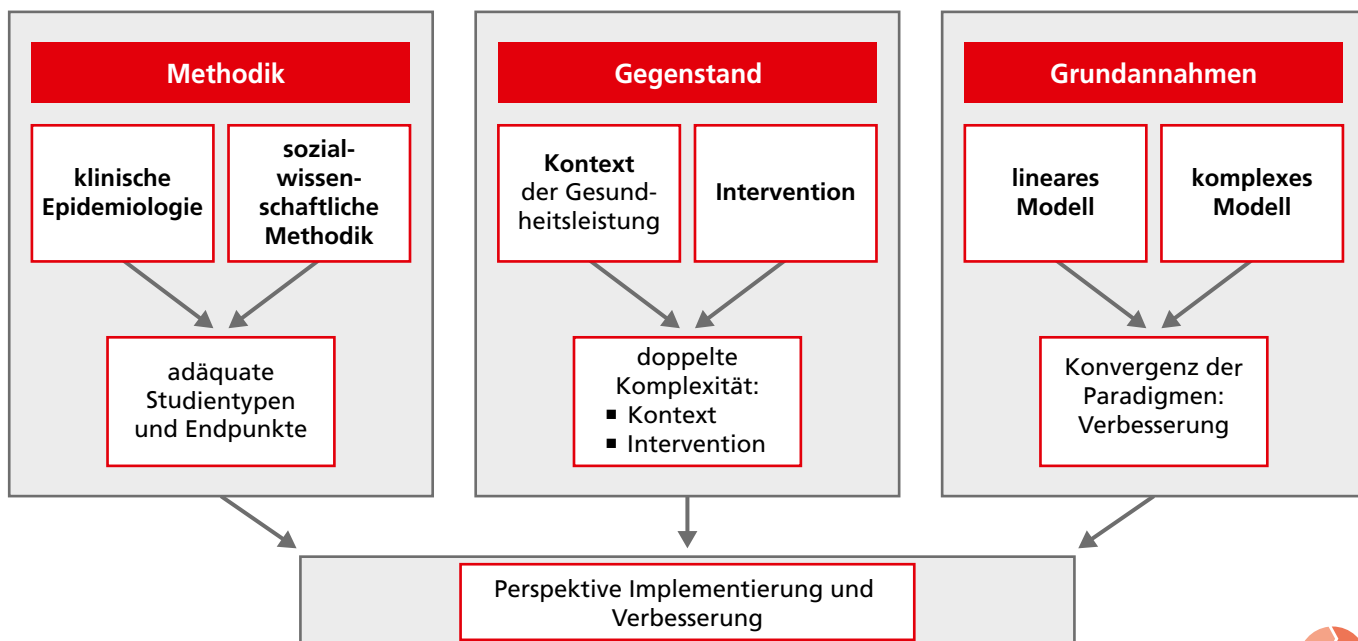 Methodik
klinische
Epidemiologie
sozial-
wissen-
schaftliche
Methodik
adäquate
Studientypen
und Endpunkte
Gegenstand
Kontext
der Gesund-
heitsleistung
Intervention
doppelte
Komplexität:
▪ Kontext
▪ Intervention
Grundannahmen
lineares
Modell
komplexes
Modell
Konvergenz der
Paradigmen:
Verbesserung
Perspektive Implementierung und
Verbesserung